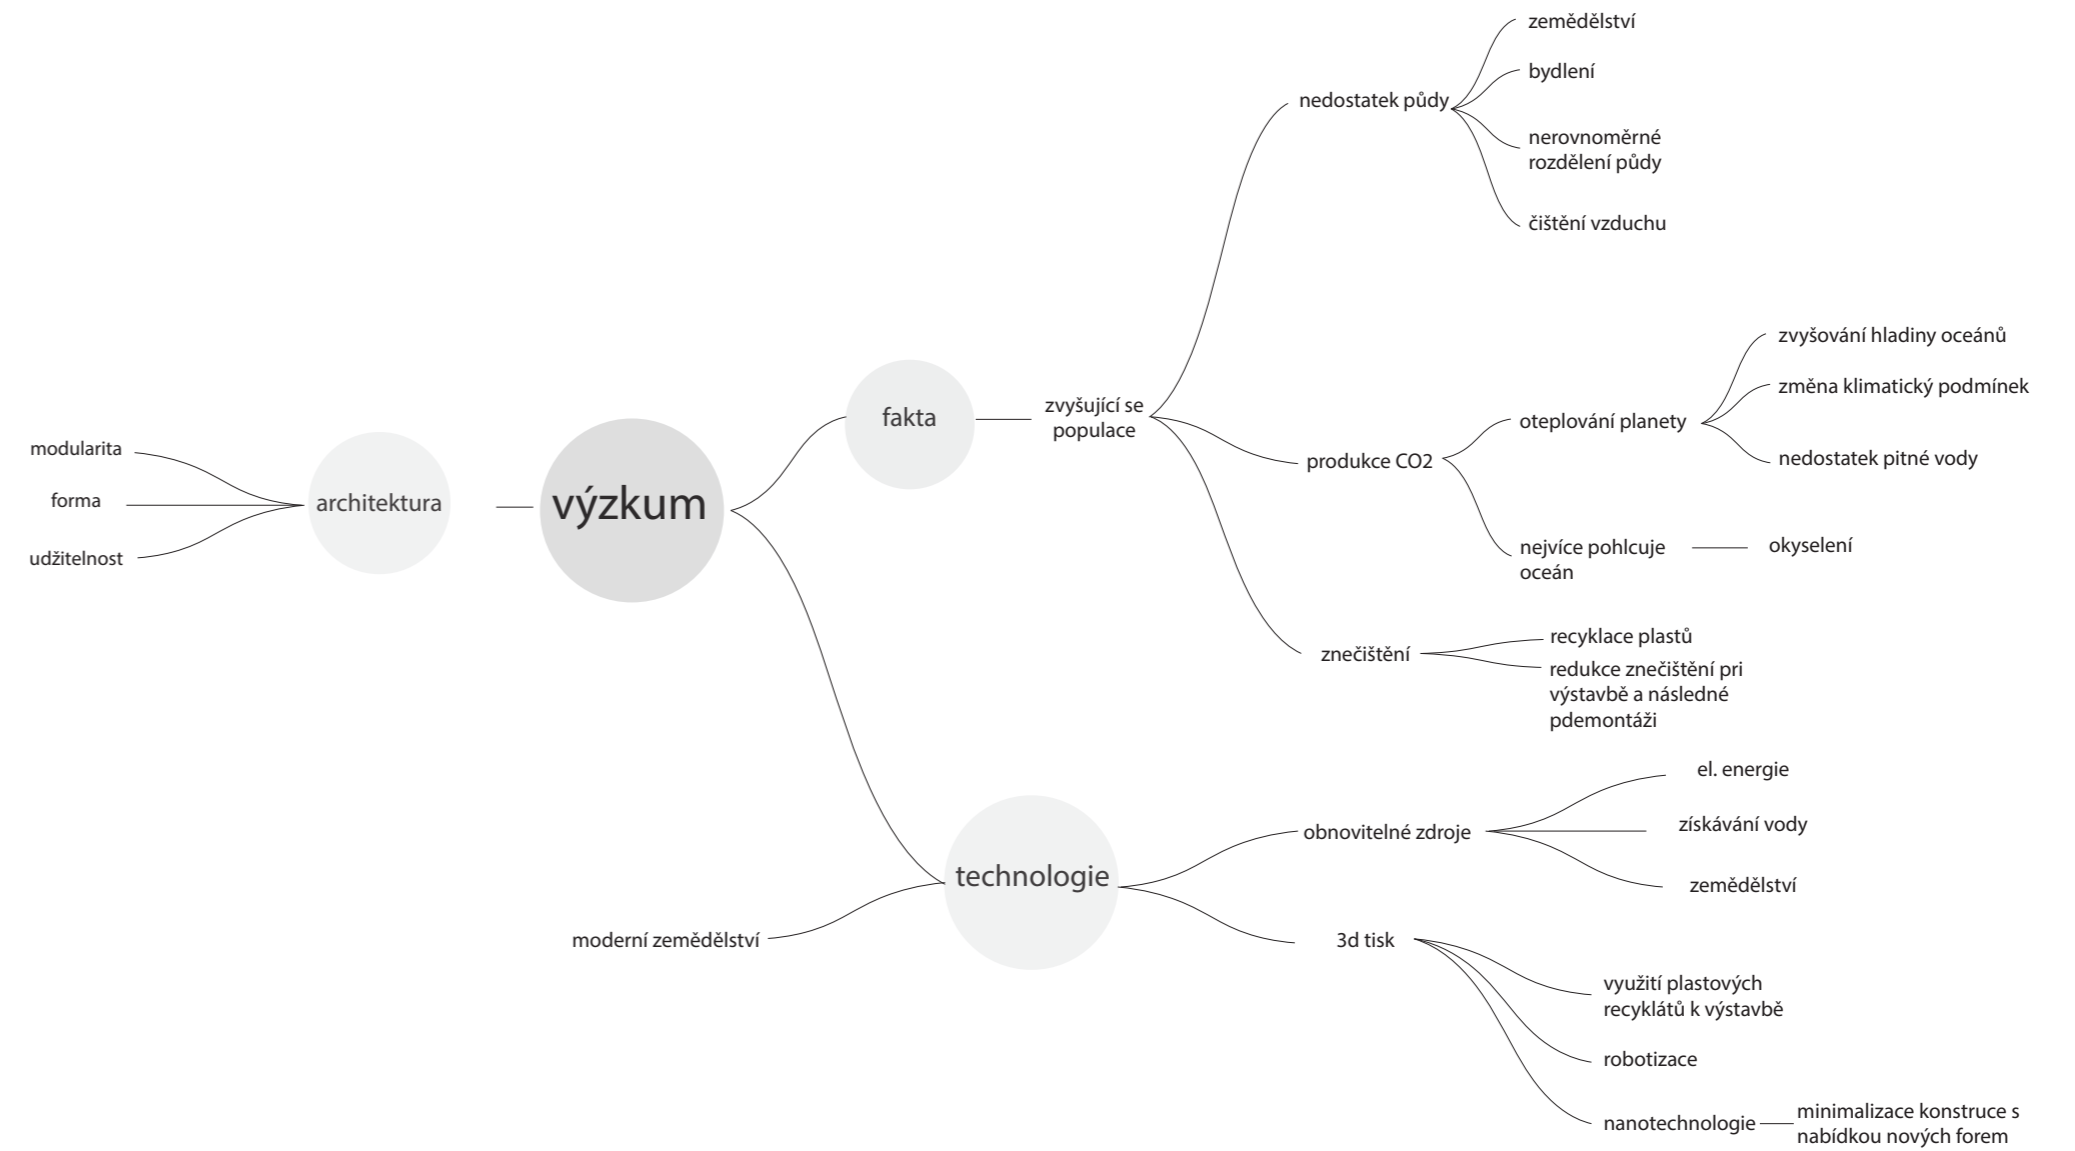 zemědělství
bydlení
nedostatek půdy
nerovnoměrné
rozdělení půdy
čištění vzduchu
zvyšování hladiny oceánů
změna klimatický podmínek
fakta
zvyšující se
populace
oteplování planety
produkce CO2
nedostatek pitné vody
modularita
forma
udžitelnost
architektura
výzkum
nejvíce pohlcuje
oceán
okyselení
znečištění
recyklace plastů
redukce znečištění pri
výstavbě a následné
pdemontáži
el. energie
obnovitelné zdroje
získávání vody
zemědělství
technologie
moderní zemědělství
3d tisk
využití plastových
recyklátů k výstavbě
robotizace
nanotechnologie
minimalizace konstruce s
nabídkou nových forem